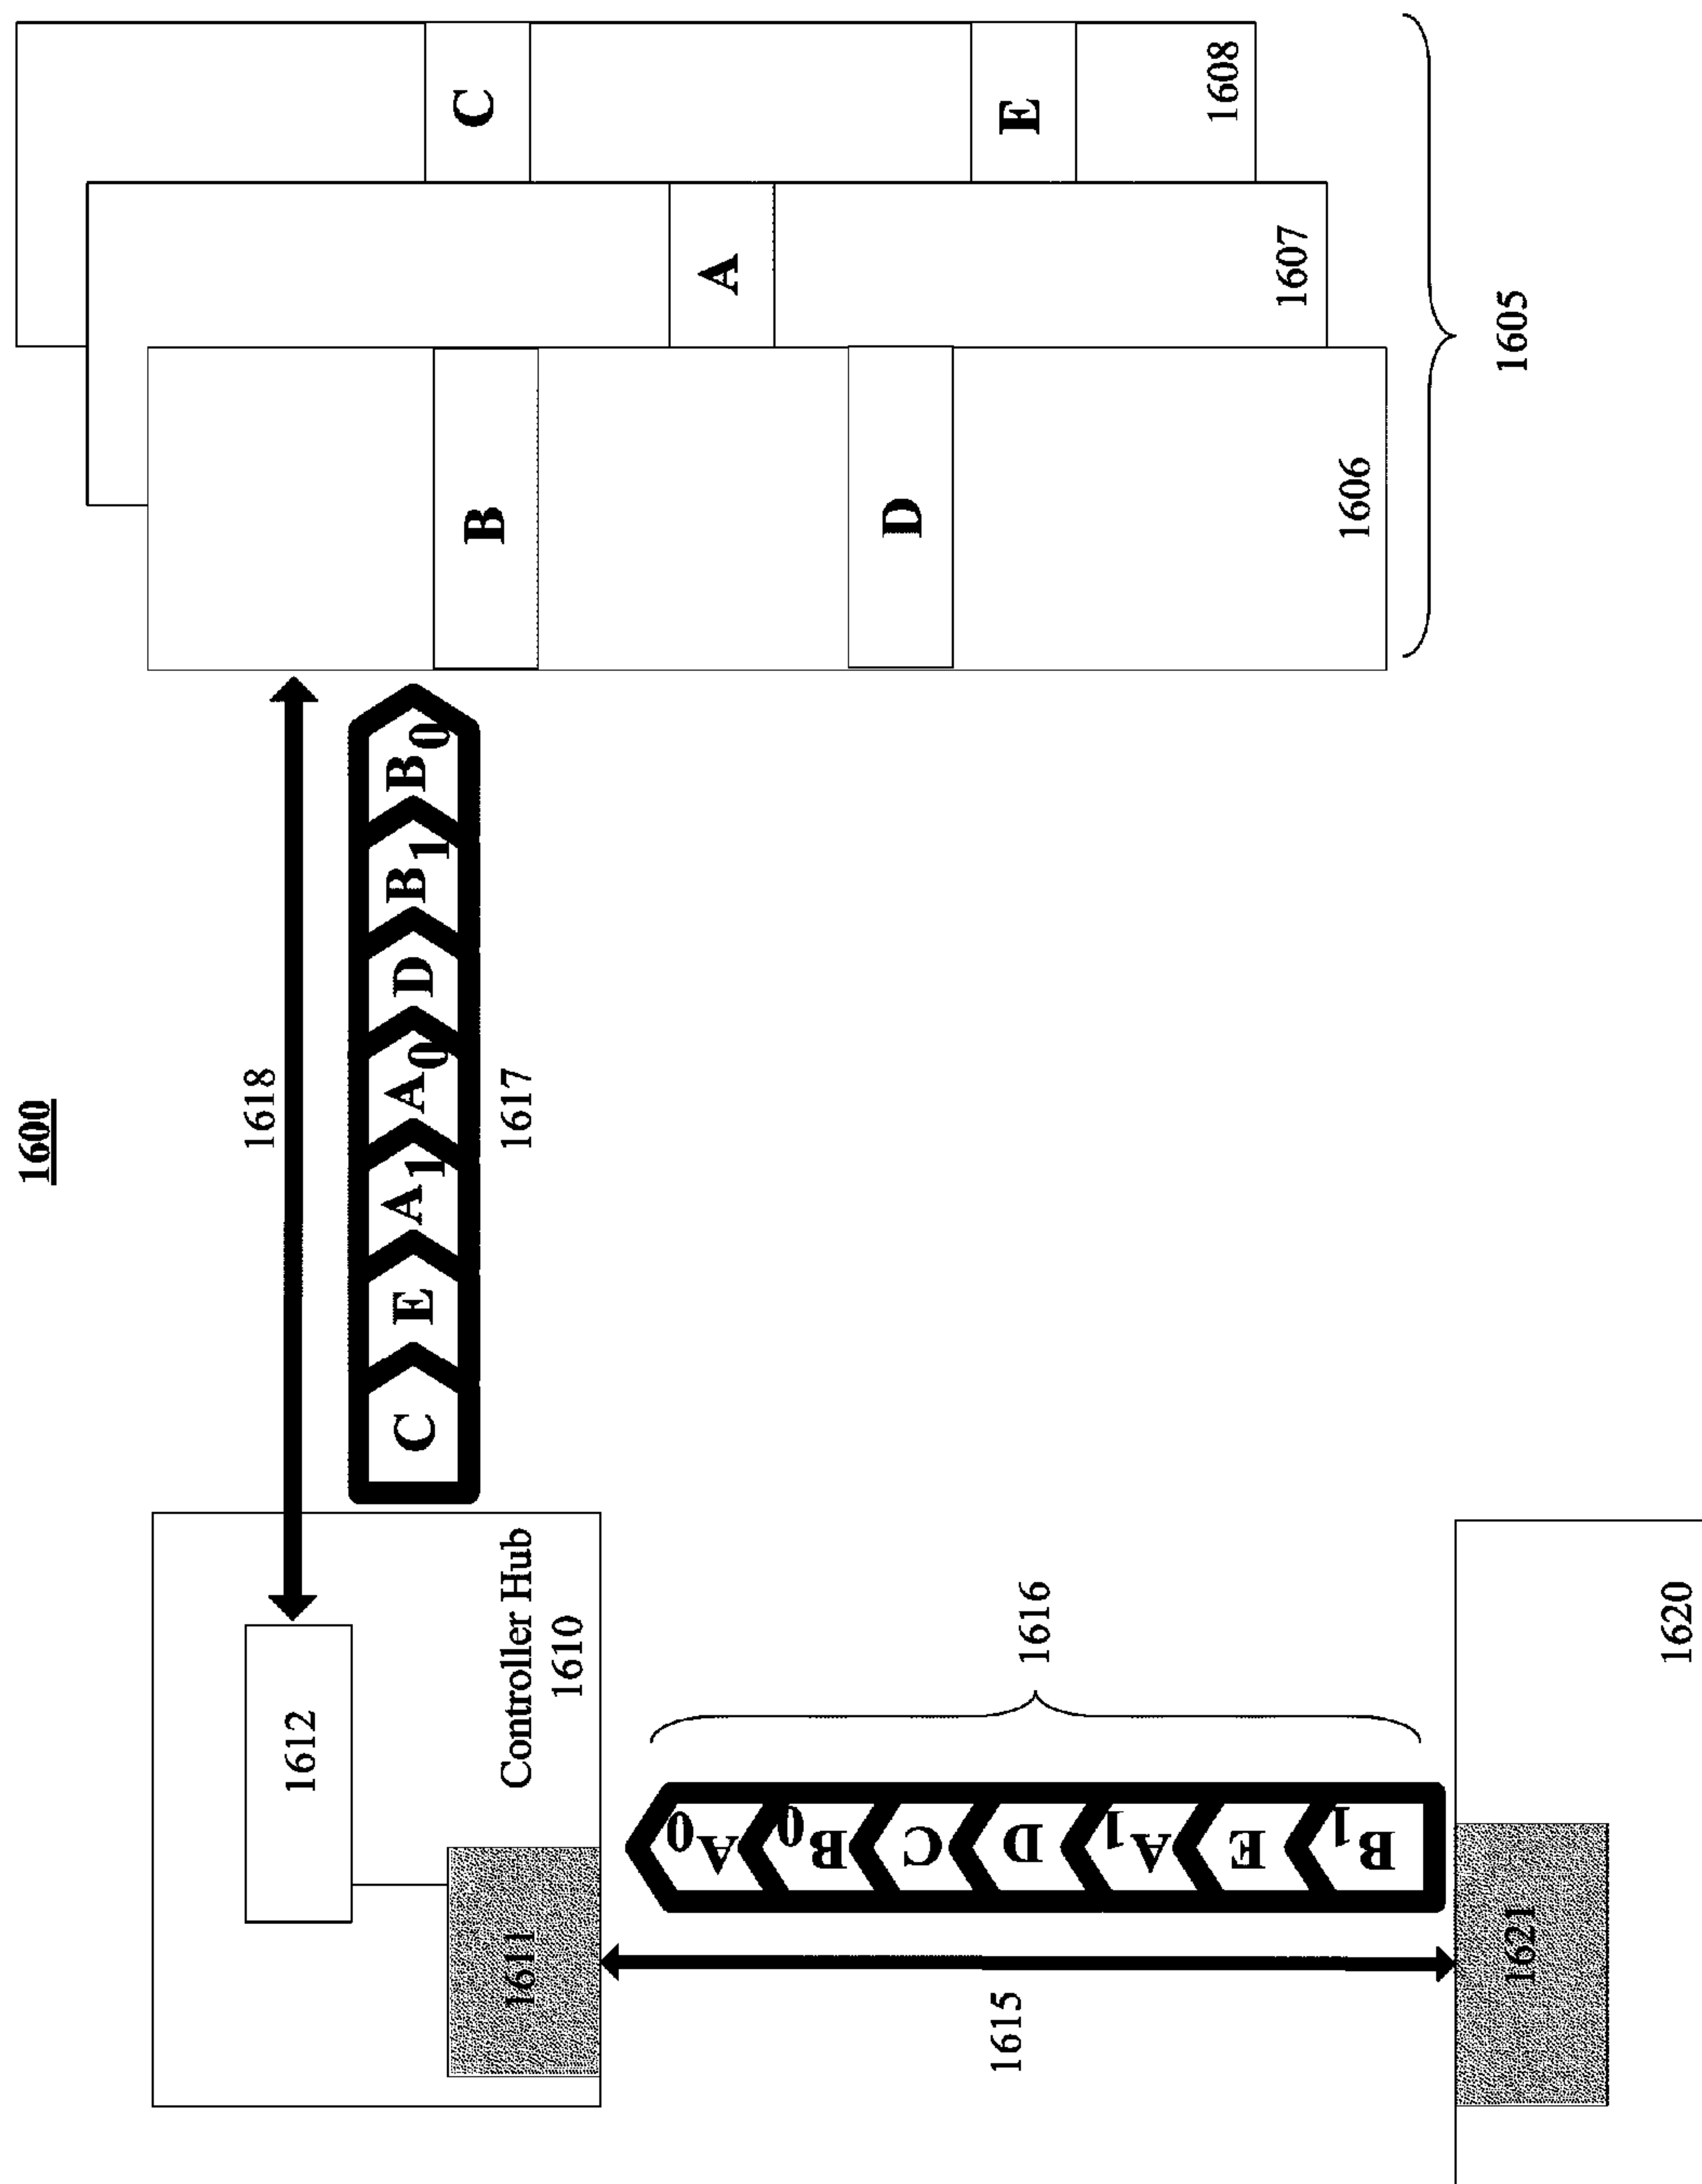 1600
1612
1618
C E A1 A0 D B1 B0
1617
Controller Hub
1610
1611
1615
A0 B0 C D A1 E B1
1616
1621
1620
C
E
1608
A
1607
B
D
1606
1605